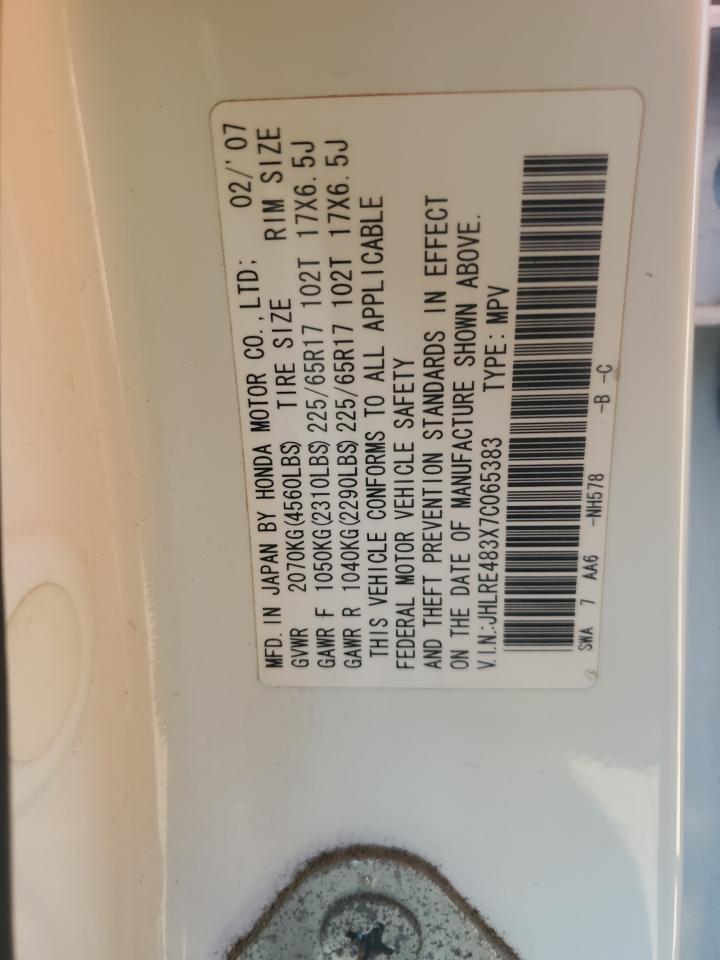 MFD. IN JAPAN BY HONDA MOTOR CO.,LTD; 02/'07
GVWR 2070KG(4560LBS) TIRE SIZE RIM SIZE
GAWR F 1050KG(2310LBS) 225/65R17 102T 17X6.5J
GAWR R 1040KG(2290LBS) 225/65R17 102T 17X6.5J
THIS VEHICLE CONFORMS TO ALL APPLICABLE
FEDERAL MOTOR VEHICLE SAFETY
AND THEFT PREVENTION STANDARDS IN EFFECT
ON THE DATE OF MANUFACTURE SHOWN ABOVE.
V.I.N.:JHLRE483X7C065383 TYPE: MPV
SWA 7 AA6 -NH578 -B -C